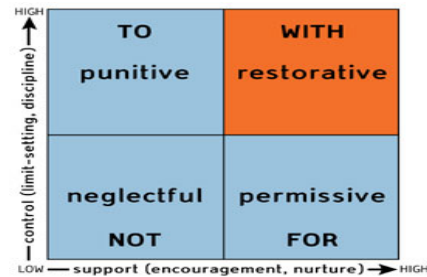 HIGH
control (limit-setting, discipline)
TO
punitive
WITH
restorative
neglectful
NOT
permissive
FOR
LOW
support (encouragement, nurture)
HIGH